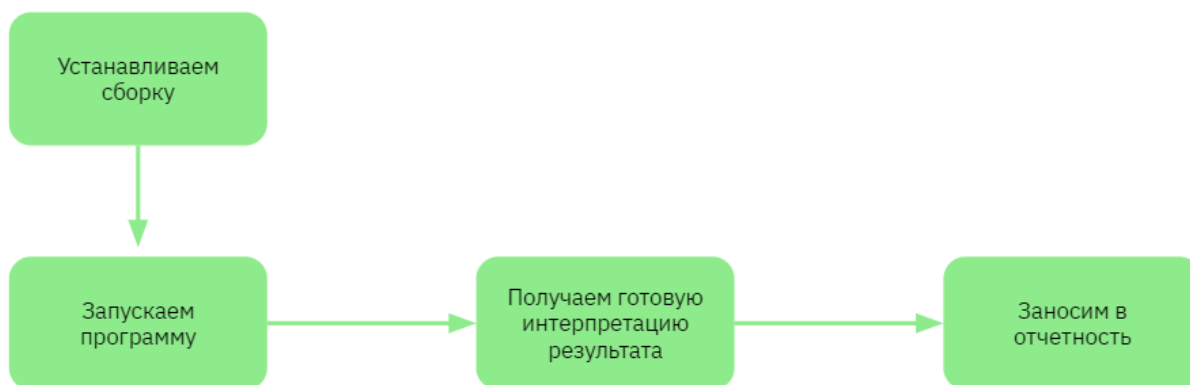 Устанавливаем
сборку
Запускаем
программу
Получаем готовую
интерпретацию
результата
Заносим в
отчетность